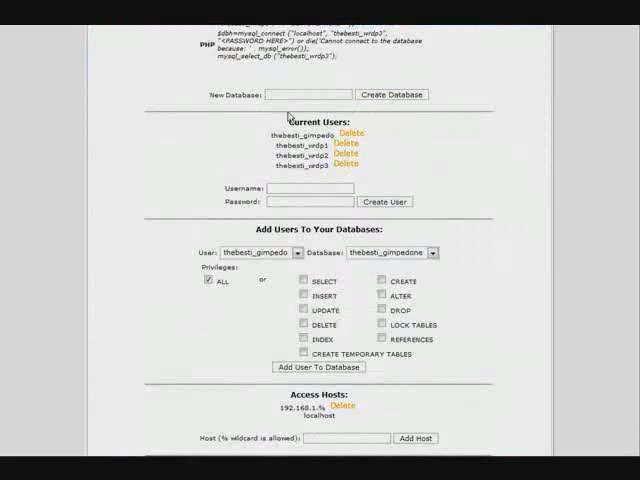 $dbh=mysql_connect ("localhost", "thebesti_wrdp3",
"<PASSWORD HERE>") or die('Cannot connect to the database
PHP
because: ' . mysql_error());
mysql_select_db ("thebesti_wrdp3");
New Database: Create Database
Current Users:
thebesti_gimpedo Delete
thebesti_wrdp1 Delete
thebesti_wrdp2 Delete
thebesti_wrdp3 Delete
Username:
Password: Create User
Add Users To Your Databases:
User: thebesti_gimpedo Database: thebesti_gimpedone
Privileges:
ALL or SELECT CREATE
INSERT ALTER
UPDATE DROP
DELETE LOCK TABLES
INDEX REFERENCES
CREATE TEMPORARY TABLES
Add User To Database
Access Hosts:
192.168.1.% Delete
localhost
Host (% wildcard is allowed): Add Host